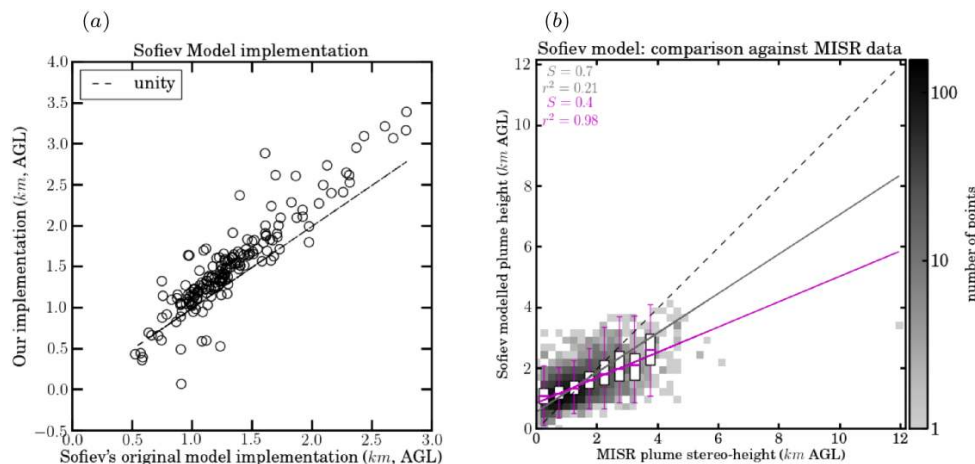 (a)
Sofiev Model implementation
unity
Our implementation (km, AGL)
4.0
3.5
3.0
2.5
2.0
1.5
1.0
0.5
0.0
−0.5
0.0 0.5 1.0 1.5 2.0 2.5 3.0
Sofiev's original model implementation (km, AGL)
(b)
Sofiev model: comparison against MISR data
S = 0.7
r² = 0.21
S = 0.4
r² = 0.98
Sofiev modelled plume height (km AGL)
12
10
8
6
4
2
0
0 2 4 6 8 10 12
MISR plume stereo-height (km AGL)
100
10
1
number of points